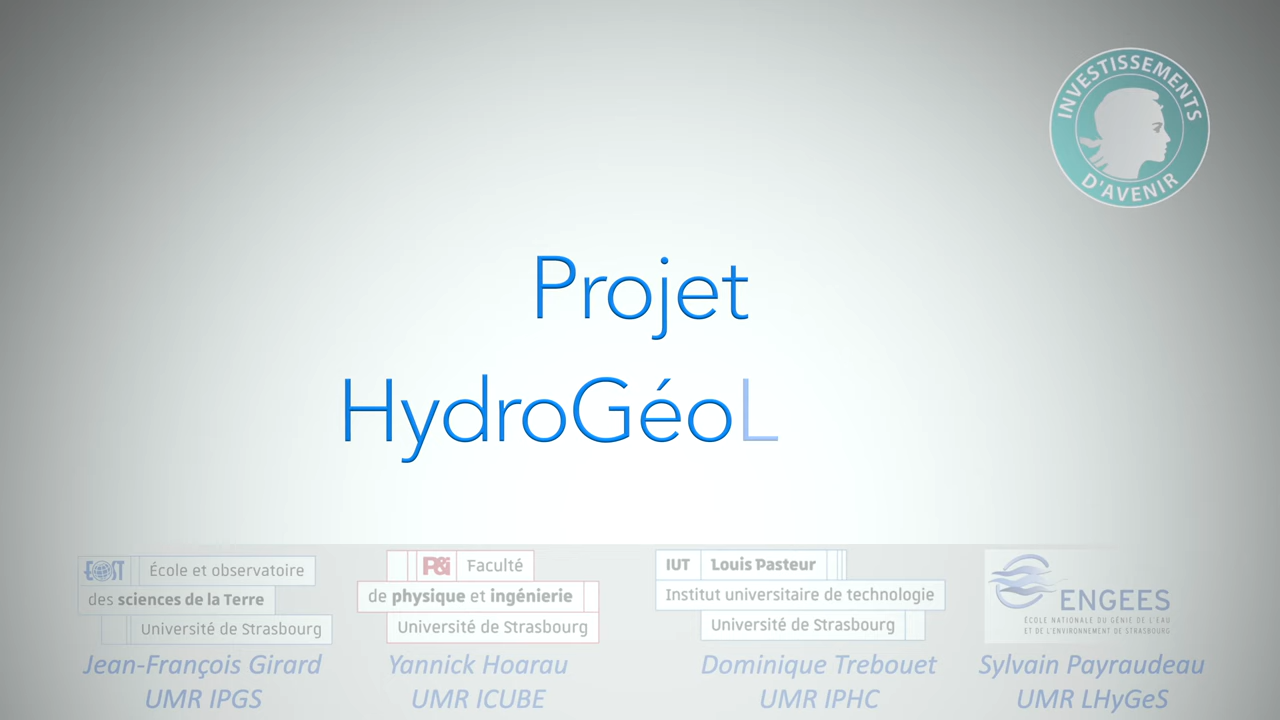 INVESTISSEMENTS
D'AVENIR
Projet
HydroGéoL
EOST École et observatoire
des sciences de la Terre
Université de Strasbourg
Jean-François Girard
UMR IPGS
P&i Faculté
de physique et ingénierie
Université de Strasbourg
Yannick Hoarau
UMR ICUBE
IUT Louis Pasteur
Institut universitaire de technologie
Université de Strasbourg
Dominique Trebouet
UMR IPHC
ENGEES
ÉCOLE NATIONALE DU GÉNIE DE L'EAU
ET DE L'ENVIRONNEMENT DE STRASBOURG
Sylvain Payraudeau
UMR LHyGeS